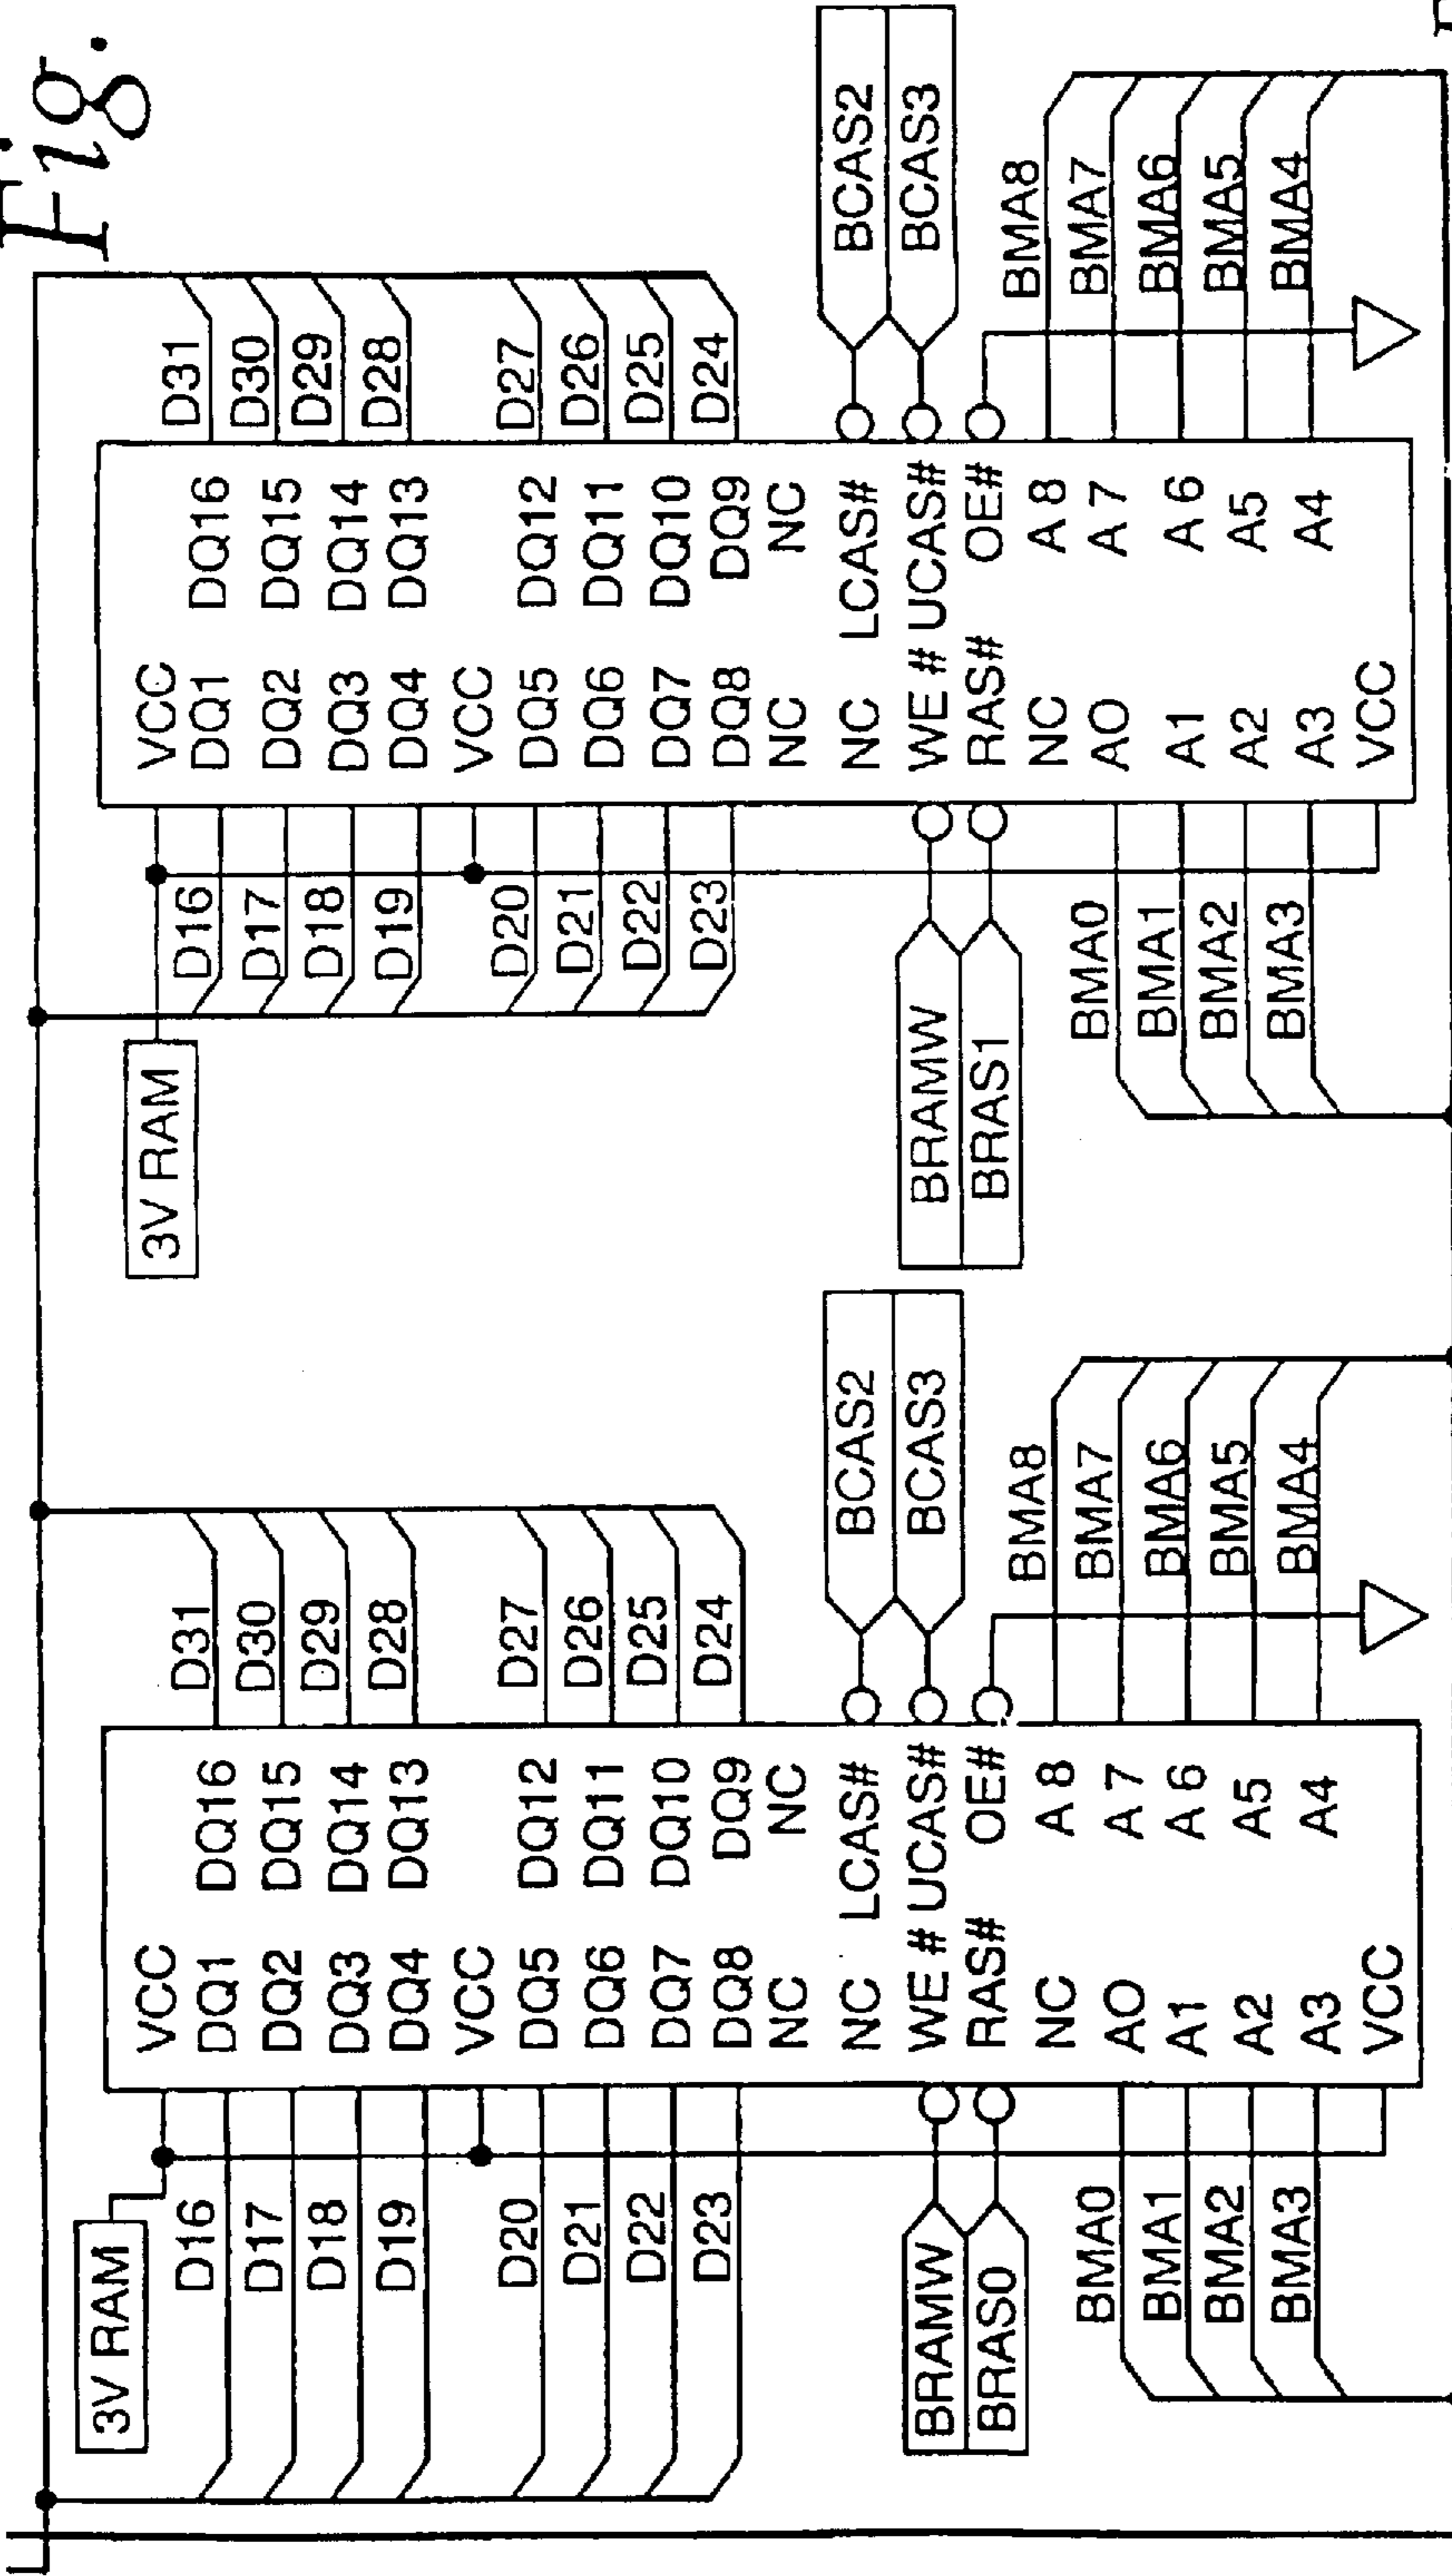 Fig.
3V RAM
D16
D17
D18
D19
D20
D21
D22
D23
BRAMW
BRAS0
BMA0
BMA1
BMA2
BMA3
VCC
DQ1 DQ16
DQ2 DQ15
DQ3 DQ14
DQ4 DQ13
VCC
DQ5 DQ12
DQ6 DQ11
DQ7 DQ10
DQ8 DQ9
NC NC
NC LCAS#
WE # UCAS#
RAS# OE#
NC A 8
AO A 7
A1 A 6
A2 A5
A3 A4
VCC
D31
D30
D29
D28
D27
D26
D25
D24
BCAS2
BCAS3
BMA8
BMA7
BMA6
BMA5
BMA4
3V RAM
D16
D17
D18
D19
D20
D21
D22
D23
BRAMW
BRAS1
BMA0
BMA1
BMA2
BMA3
VCC
DQ1 DQ16
DQ2 DQ15
DQ3 DQ14
DQ4 DQ13
VCC
DQ5 DQ12
DQ6 DQ11
DQ7 DQ10
DQ8 DQ9
NC NC
NC LCAS#
WE # UCAS#
RAS# OE#
NC A 8
AO A 7
A1 A 6
A2 A5
A3 A4
VCC
D31
D30
D29
D28
D27
D26
D25
D24
BCAS2
BCAS3
BMA8
BMA7
BMA6
BMA5
BMA4